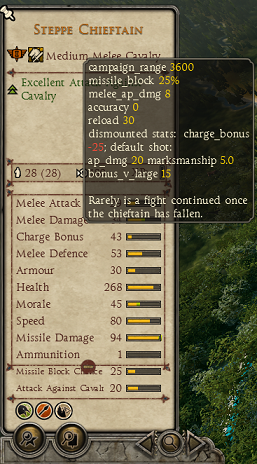 Steppe Chieftain
Medium Melee Cavalry
Excellent
Cavalry
campaign_range 3600
missile_block 25%
melee_ap_dmg 8
accuracy 0
reload 30
dismounted stats: charge_bonus
-25; default shot:
ap_dmg 20 marksmanship 5.0
bonus_v_large 15
Rarely is a fight continued once
the chieftain has fallen.
28 (28)
Melee Attack
Melee
Charge Bonus 43
Melee Defence 53
Armour 30
Health 268
Morale 45
Speed 80
Missile Damage 94
Ammunition 1
Missile Block Chance 25
Attack Against Cavalr 20